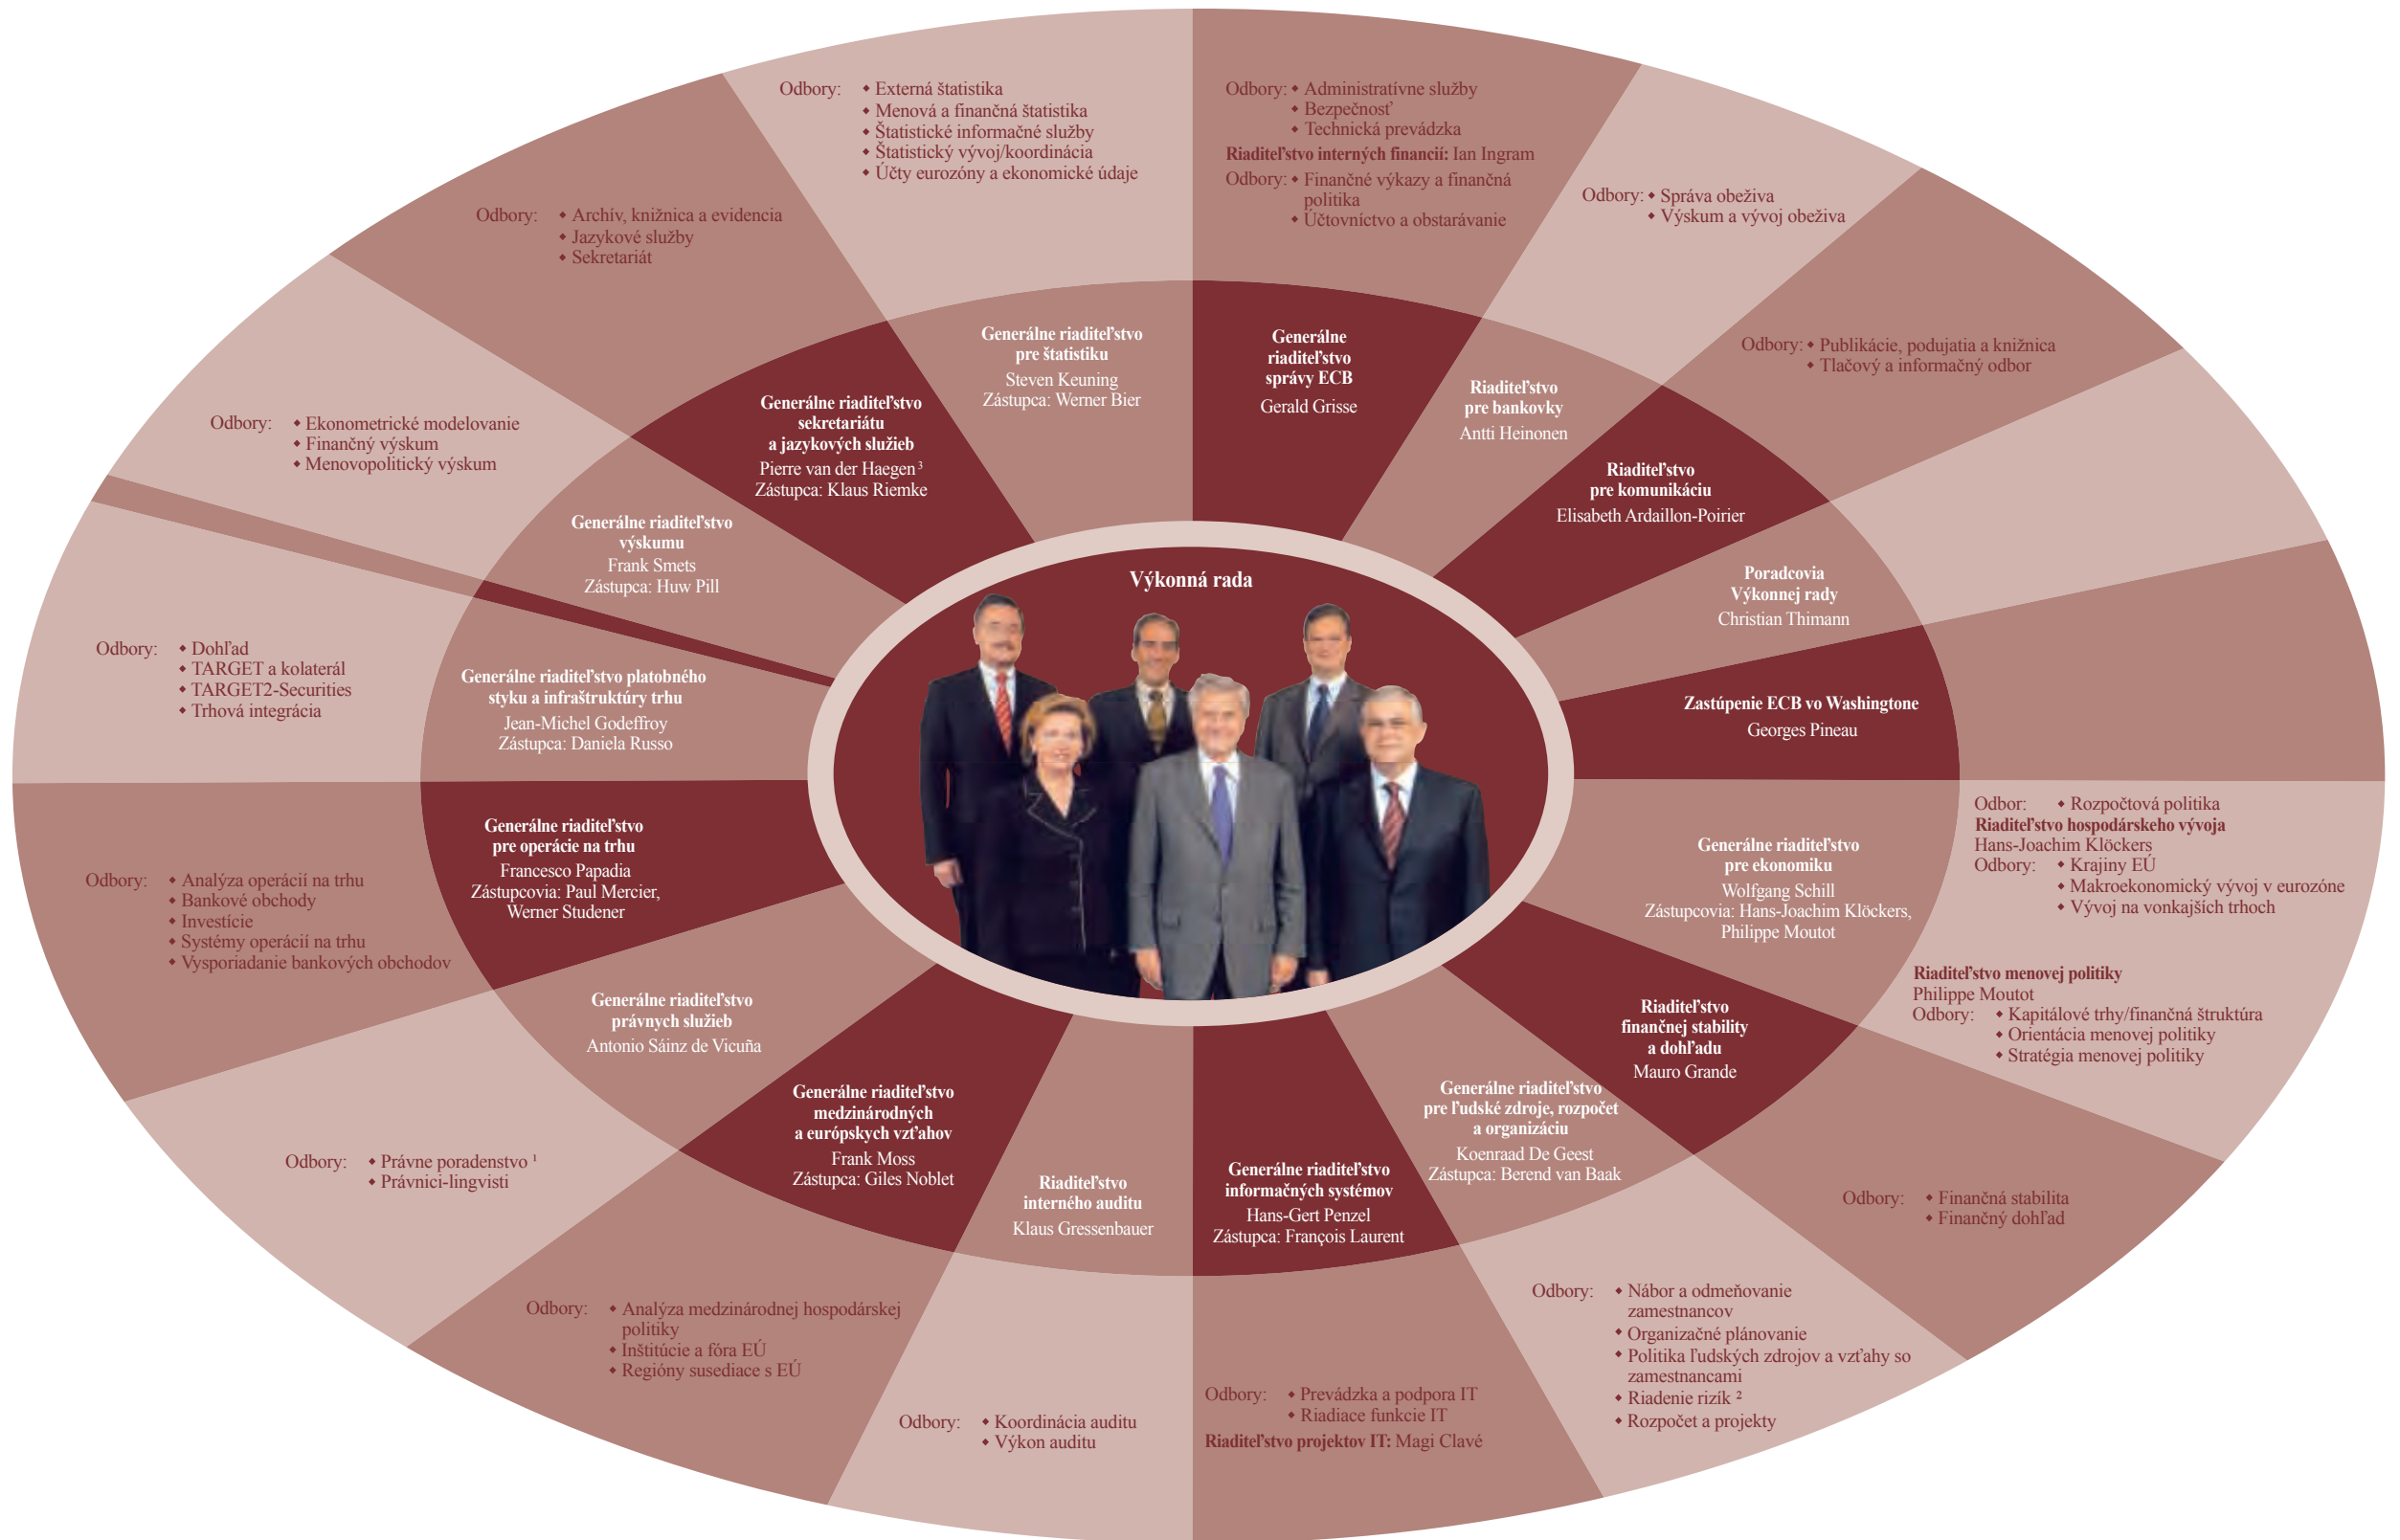 Výkonná rada
Odbory: • Administratívne služby
• Bezpečnosť
• Technická prevádzka
Riaditeľstvo interných financií: Ian Ingram
Odbory: • Finančné výkazy a finančná
politika
• Účtovníctvo a obstarávanie
Generálne
riaditeľstvo
správy ECB
Gerald Grisse
Odbory: • Správa obeživa
• Výskum a vývoj obeživa
Riaditeľstvo
pre bankovky
Antti Heinonen
Odbory: • Publikácie, podujatia a knižnica
• Tlačový a informačný odbor
Riaditeľstvo
pre komunikáciu
Elisabeth Ardaillon-Poirier
Poradcovia
Výkonnej rady
Christian Thimann
Zastúpenie ECB vo Washingtone
Georges Pineau
Generálne riaditeľstvo
pre ekonomiku
Wolfgang Schill
Zástupcovia: Hans-Joachim Klöckers,
Philippe Moutot
Odbor: • Rozpočtová politika
Riaditeľstvo hospodárskeho vývoja
Hans-Joachim Klöckers
Odbory: • Krajiny EÚ
• Makroekonomický vývoj v eurozóne
• Vývoj na vonkajších trhoch
Riaditeľstvo menovej politiky
Philippe Moutot
Odbory: • Kapitálové trhy/finančná štruktúra
• Orientácia menovej politiky
• Stratégia menovej politiky
Riaditeľstvo
finančnej stability
a dohľadu
Mauro Grande
Odbory: • Finančná stabilita
• Finančný dohľad
Generálne riaditeľstvo
pre ľudské zdroje, rozpočet
a organizáciu
Koenraad De Geest
Zástupca: Berend van Baak
Odbory: • Nábor a odmeňovanie
zamestnancov
• Organizačné plánovanie
• Politika ľudských zdrojov a vzťahy so
zamestnancami
• Riadenie rizík ²
• Rozpočet a projekty
Generálne riaditeľstvo
informačných systémov
Hans-Gert Penzel
Zástupca: François Laurent
Odbory: • Prevádzka a podpora IT
• Riadiace funkcie IT
Riaditeľstvo projektov IT: Magi Clavé
Riaditeľstvo
interného auditu
Klaus Gressenbauer
Odbory: • Koordinácia auditu
• Výkon auditu
Generálne riaditeľstvo
medzinárodných
a európskych vzťahov
Frank Moss
Zástupca: Giles Noblet
Odbory: • Analýza medzinárodnej hospodárskej
politiky
• Inštitúcie a fóra EÚ
• Regióny susediace s EÚ
Generálne riaditeľstvo
právnych služieb
Antonio Sáinz de Vicuña
Odbory: • Právne poradenstvo ¹
• Právnici-lingvisti
Generálne riaditeľstvo
pre operácie na trhu
Francesco Papadia
Zástupcovia: Paul Mercier,
Werner Studener
Odbory: • Analýza operácií na trhu
• Bankové obchody
• Investície
• Systémy operácií na trhu
• Vysporiadanie bankových obchodov
Generálne riaditeľstvo platobného
styku a infraštruktúry trhu
Jean-Michel Godeffroy
Zástupca: Daniela Russo
Odbory: • Dohľad
• TARGET a kolaterál
• TARGET2-Securities
• Trhová integrácia
Generálne riaditeľstvo
výskumu
Frank Smets
Zástupca: Huw Pill
Odbory: • Ekonometrické modelovanie
• Finančný výskum
• Menovopolitický výskum
Generálne riaditeľstvo
sekretariátu
a jazykových služieb
Pierre van der Haegen ³
Zástupca: Klaus Riemke
Odbory: • Archív, knižnica a evidencia
• Jazykové služby
• Sekretariát
Generálne riaditeľstvo
pre štatistiku
Steven Keuning
Zástupca: Werner Bier
Odbory: • Externá štatistika
• Menová a finančná štatistika
• Štatistické informačné služby
• Štatistický vývoj/koordinácia
• Účty eurozóny a ekonomické údaje